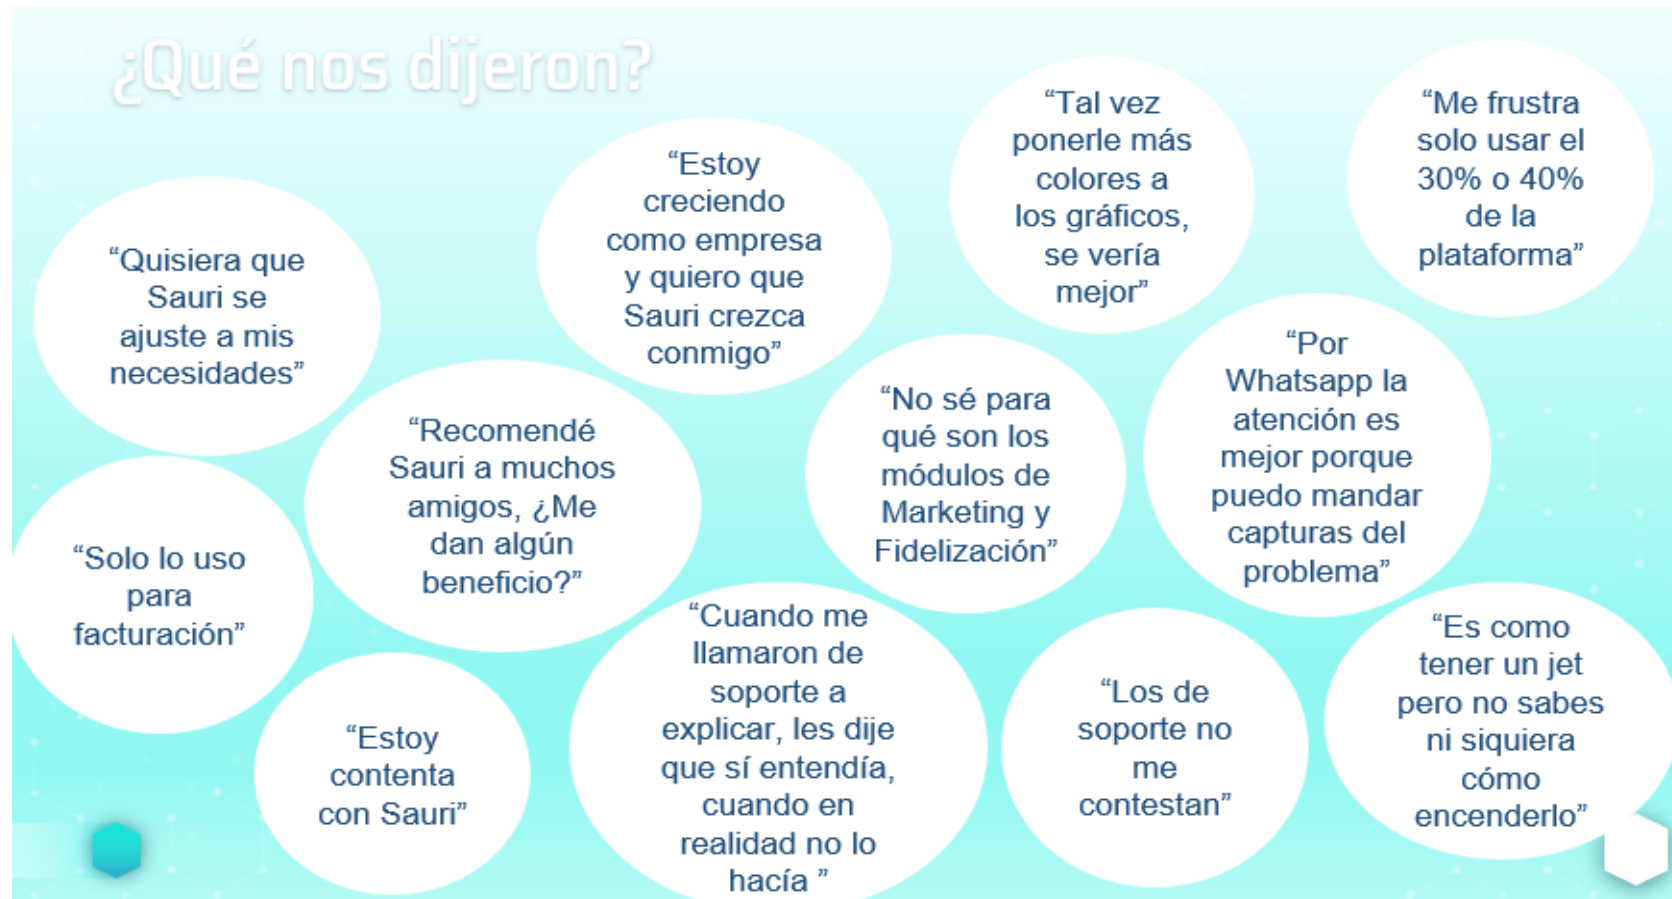 ¿Qué nos dijeron?
“Quisiera que
Sauri se
ajuste a mis
necesidades”
“Estoy
creciendo
como empresa
y quiero que
Sauri crezca
conmigo”
“Tal vez
ponerle más
colores a
los gráficos,
se vería
mejor”
“Me frustra
solo usar el
30% o 40%
de la
plataforma”
“Recomendé
Sauri a muchos
amigos, ¿Me
dan algún
beneficio?”
“No sé para
qué son los
módulos de
Marketing y
Fidelización”
“Por
Whatsapp la
atención es
mejor porque
puedo mandar
capturas del
problema”
“Solo lo uso
para
facturación”
“Estoy
contenta
con Sauri”
“Cuando me
llamaron de
soporte a
explicar, les dije
que sí entendía,
cuando en
realidad no lo
hacía ”
“Los de
soporte no
me
contestan”
“Es como
tener un jet
pero no sabes
ni siquiera
cómo
encenderlo”